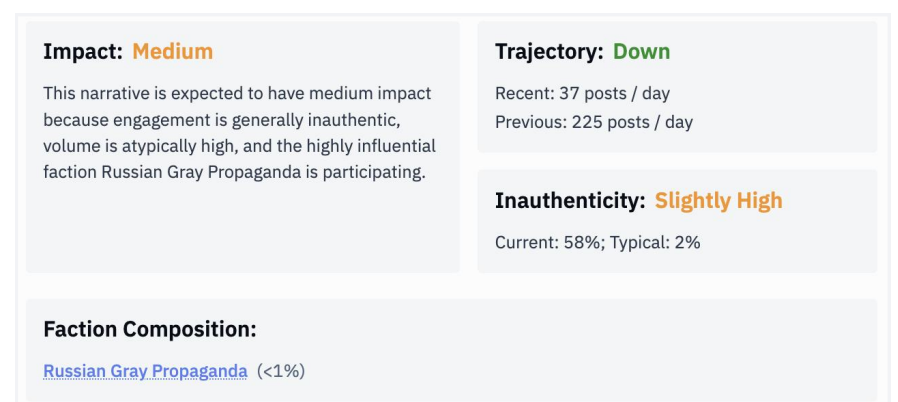 Impact: Medium
This narrative is expected to have medium impact
because engagement is generally inauthentic,
volume is atypically high, and the highly influential
faction Russian Gray Propaganda is participating.
Trajectory: Down
Recent: 37 posts / day
Previous: 225 posts / day
Inauthenticity: Slightly High
Current: 58%; Typical: 2%
Faction Composition:
Russian Gray Propaganda (<1%)